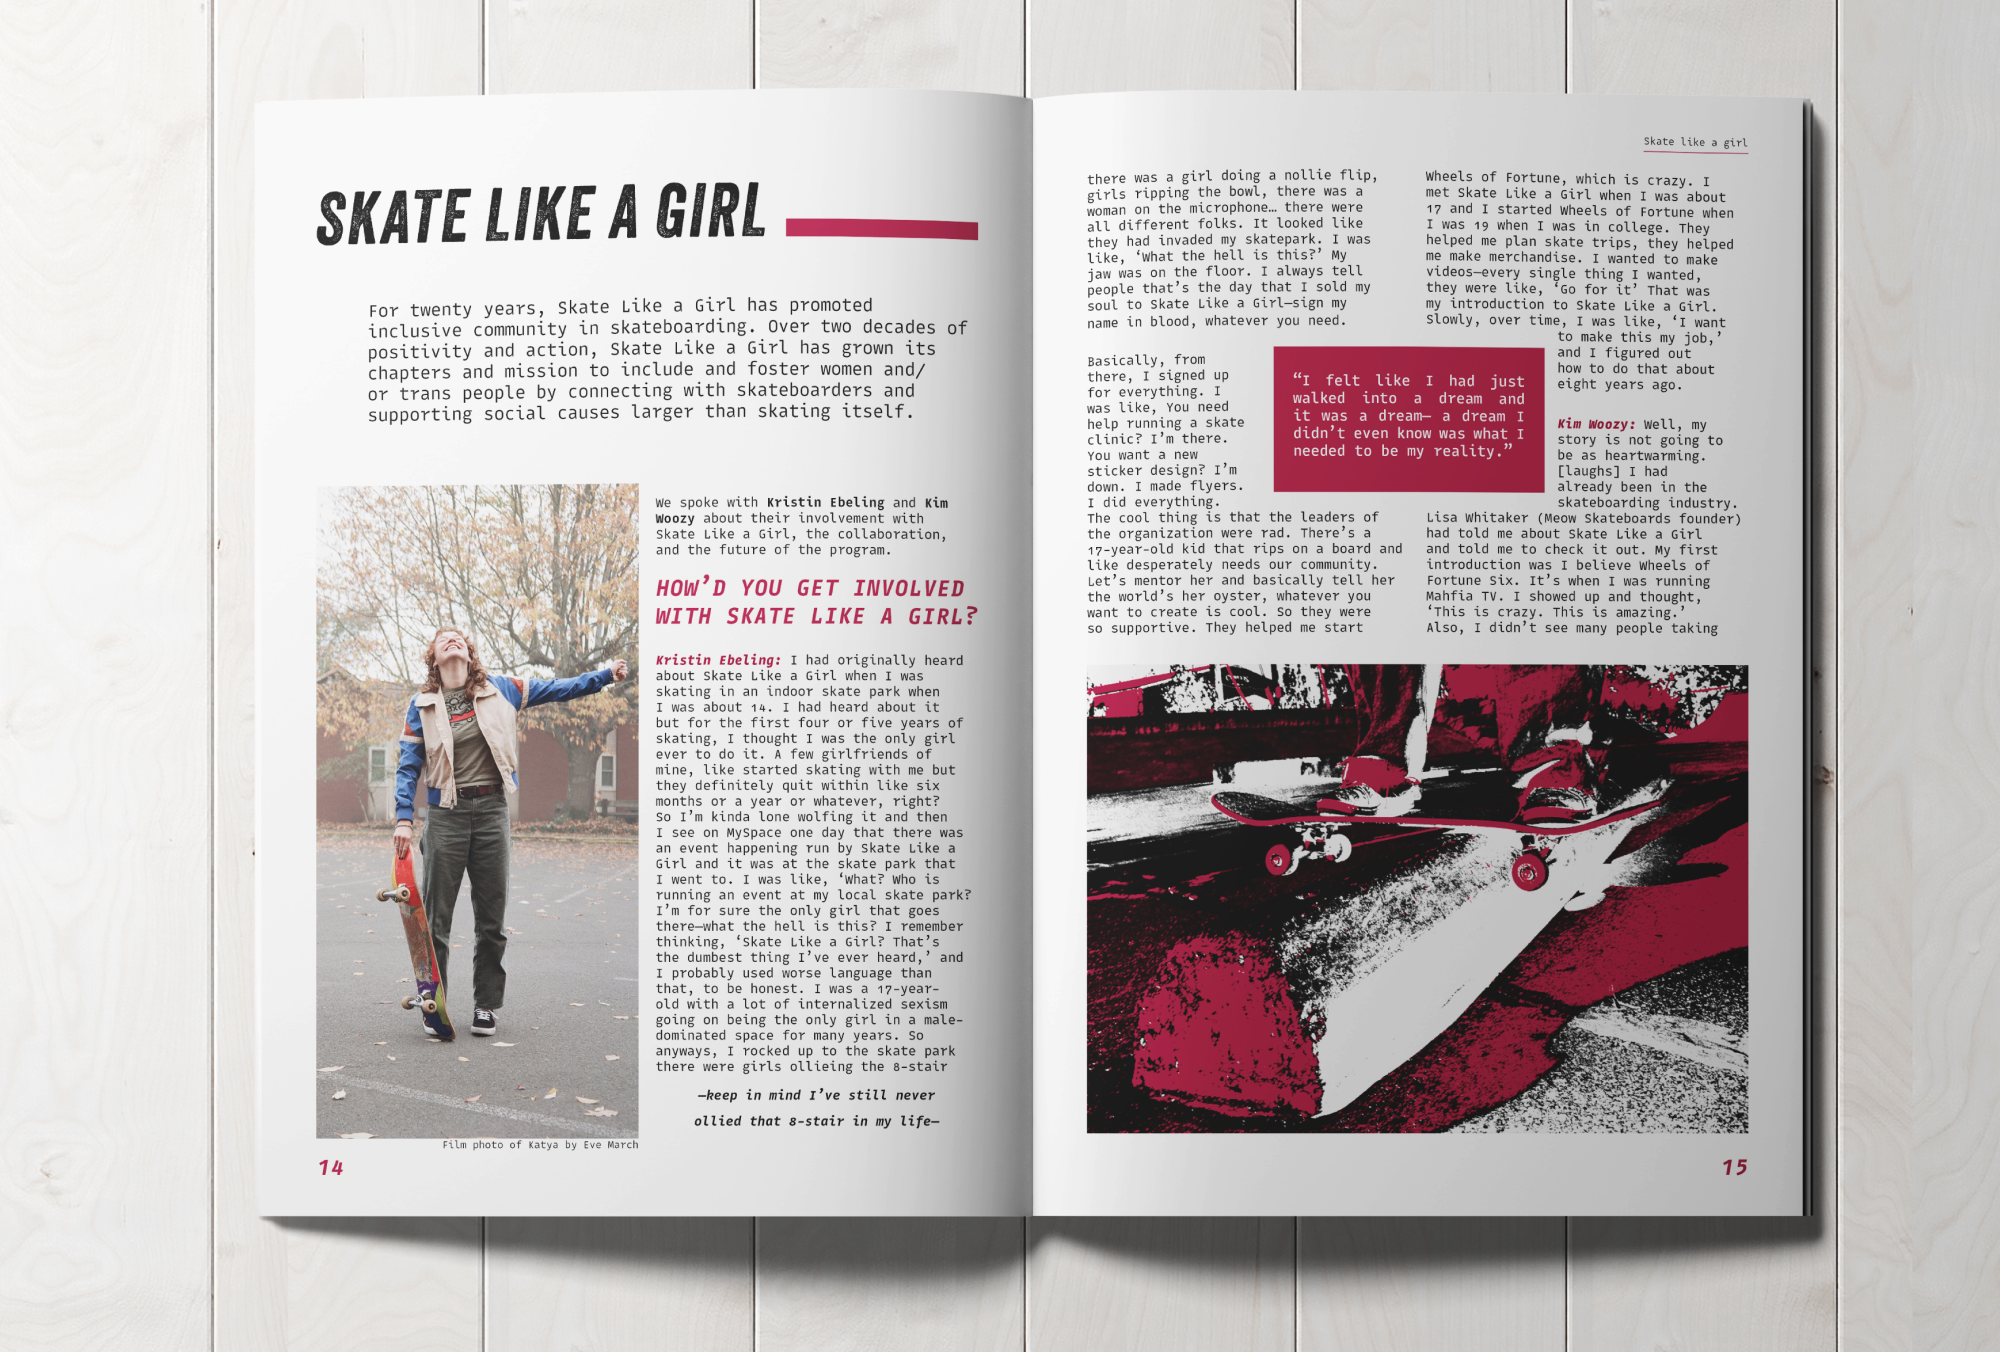 SKATE LIKE A GIRL
For twenty years, Skate Like a Girl has promoted
inclusive community in skateboarding. Over two decades of
positivity and action, Skate Like a Girl has grown its
chapters and mission to include and foster women and/
or trans people by connecting with skateboarders and
supporting social causes larger than skating itself.
We spoke with Kristin Ebeling and Kim
Woozy about their involvement with
Skate Like a Girl, the collaboration,
and the future of the program.
HOW’D YOU GET INVOLVED
WITH SKATE LIKE A GIRL?
Kristin Ebeling: I had originally heard
about Skate Like a Girl when I was
skating in an indoor skate park when
I was about 14. I had heard about it
but for the first four or five years of
skating, I thought I was the only girl
ever to do it. A few girlfriends of
mine, like started skating with me but
they definitely quit within like six
months or a year or whatever, right?
So I’m kinda lone wolfing it and then
I see on MySpace one day that there was
an event happening run by Skate Like a
Girl and it was at the skate park that
I went to. I was like, ‘What? Who is
running an event at my local skate park?
I’m for sure the only girl that goes
there—what the hell is this? I remember
thinking, ‘Skate Like a Girl? That’s
the dumbest thing I’ve ever heard,’ and
I probably used worse language than
that, to be honest. I was a 17-year-
old with a lot of internalized sexism
going on being the only girl in a male-
dominated space for many years. So
anyways, I rocked up to the skate park
there were girls ollieing the 8-stair
—keep in mind I’ve still never
ollied that 8-stair in my life—
Film photo of Katya by Eve March
14
Skate like a girl
there was a girl doing a nollie flip,
girls ripping the bowl, there was a
woman on the microphone… there were
all different folks. It looked like
they had invaded my skatepark. I was
like, ‘What the hell is this?’ My
jaw was on the floor. I always tell
people that’s the day that I sold my
soul to Skate Like a Girl—sign my
name in blood, whatever you need.
Basically, from
there, I signed up
for everything. I
was like, You need
help running a skate
clinic? I’m there.
You want a new
sticker design? I’m
down. I made flyers.
I did everything.
The cool thing is that the leaders of
the organization were rad. There’s a
17-year-old kid that rips on a board and
like desperately needs our community.
Let’s mentor her and basically tell her
the world’s her oyster, whatever you
want to create is cool. So they were
so supportive. They helped me start
“I felt like I had just
walked into a dream and
it was a dream— a dream I
didn’t even know was what I
needed to be my reality.”
Wheels of Fortune, which is crazy. I
met Skate Like a Girl when I was about
17 and I started Wheels of Fortune when
I was 19 when I was in college. They
helped me plan skate trips, they helped
me make merchandise. I wanted to make
videos—every single thing I wanted,
they were like, ‘Go for it’ That was
my introduction to Skate Like a Girl.
Slowly, over time, I was like, ‘I want
to make this my job,’
and I figured out
how to do that about
eight years ago.
Kim Woozy: Well, my
story is not going to
be as heartwarming.
[laughs] I had
already been in the
skateboarding industry.
Lisa Whitaker (Meow Skateboards founder)
had told me about Skate Like a Girl
and told me to check it out. My first
introduction was I believe Wheels of
Fortune Six. It’s when I was running
Mahfia TV. I showed up and thought,
‘This is crazy. This is amazing.’
Also, I didn’t see many people taking
15